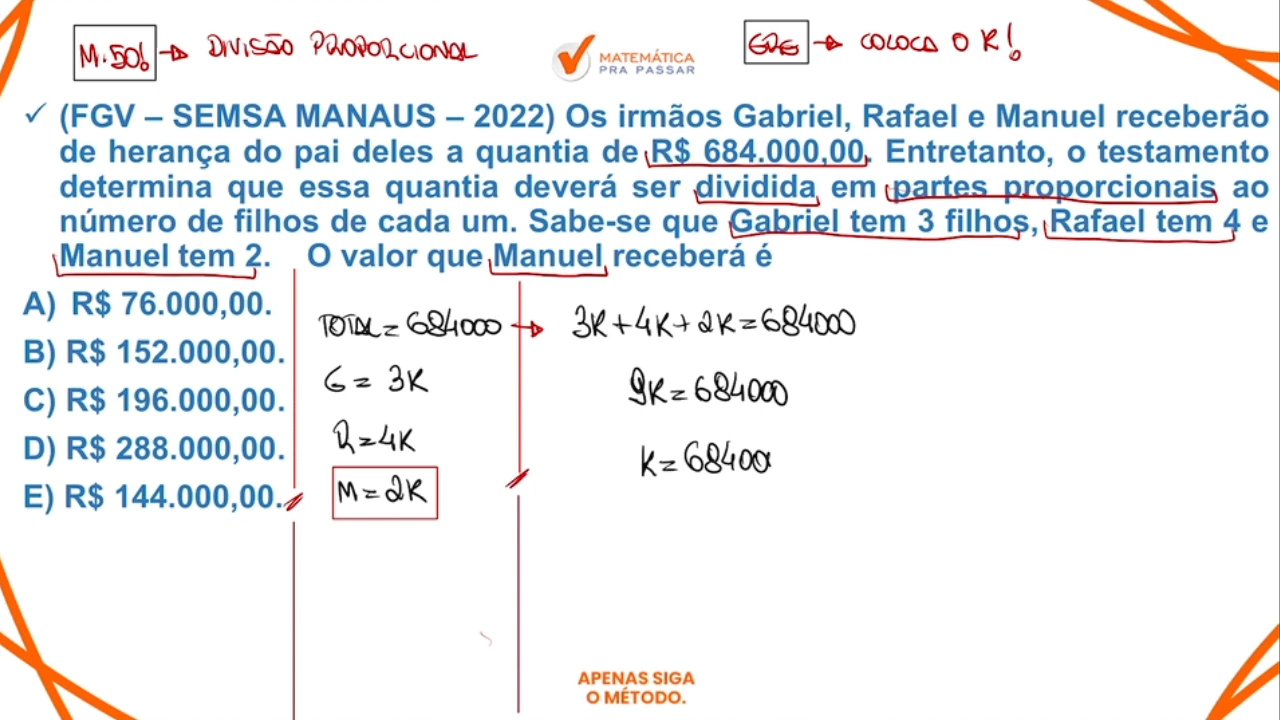 M.50! → DIVISÃO PROPORCIONAL
MATEMÁTICA
PRA PASSAR
→ COLOCA O K!
✓ (FGV – SEMSA MANAUS – 2022) Os irmãos Gabriel, Rafael e Manuel receberão
de herança do pai deles a quantia de R$ 684.000,00. Entretanto, o testamento
determina que essa quantia deverá ser dividida em partes proporcionais ao
número de filhos de cada um. Sabe-se que Gabriel tem 3 filhos, Rafael tem 4 e
Manuel tem 2. O valor que Manuel receberá é
A) R$ 76.000,00.
B) R$ 152.000,00.
C) R$ 196.000,00.
D) R$ 288.000,00.
E) R$ 144.000,00.
TOTAL = 684000 →
G = 3K
R = 4K
M = 2K
3K + 4K + 2K = 684000
9K = 684000
K = 68400
APENAS SIGA
O MÉTODO.